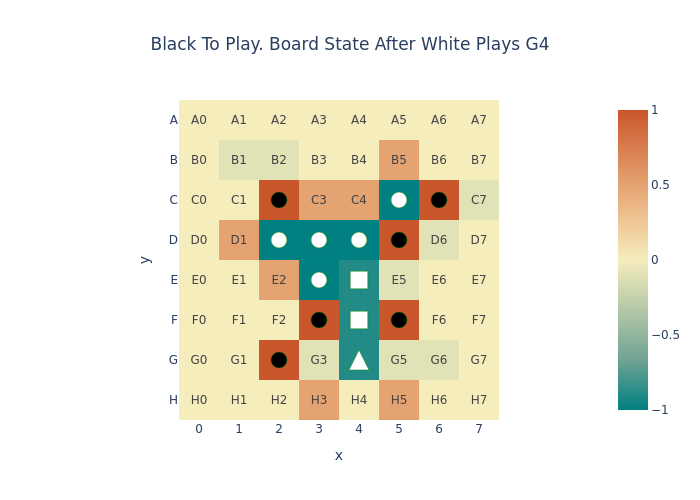 Black To Play. Board State After White Plays G4
A A0 A1 A2 A3 A4 A5 A6 A7
B B0 B1 B2 B3 B4 B5 B6 B7
C C0 C1 C3 C4 C7
D D0 D1 D6 D7
E E0 E1 E2 E5 E6 E7
F F0 F1 F2 F6 F7
G G0 G1 G3 G5 G6 G7
H H0 H1 H2 H3 H4 H5 H6 H7
0 1 2 3 4 5 6 7
x
y
1
0.5
0
−0.5
−1